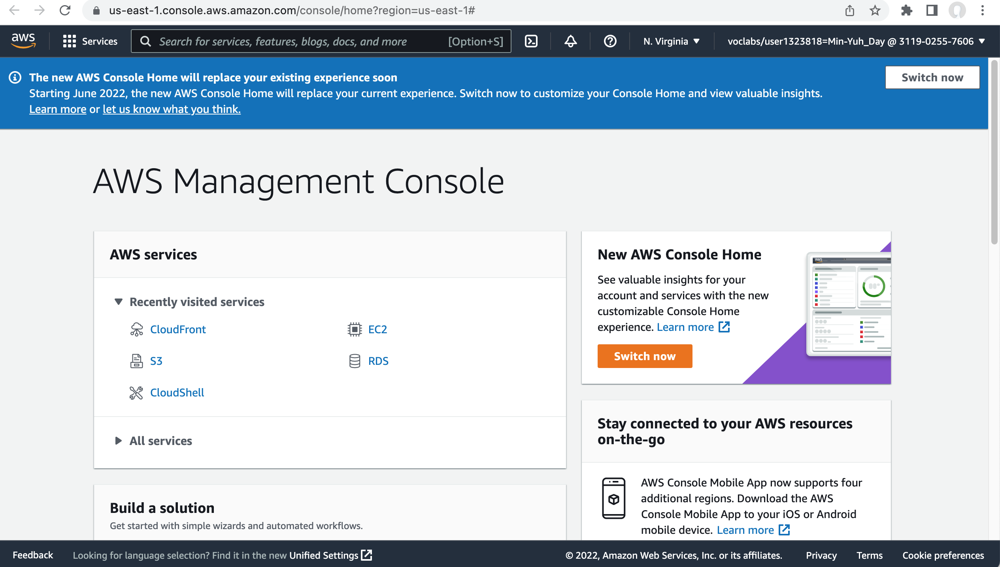 us-east-1.console.aws.amazon.com/console/home?region=us-east-1#
aws
Services
Search for services, features, blogs, docs, and more
[Option+S]
N. Virginia
voclabs/user1323818=Min-Yuh_Day @ 3119-0255-7606
The new AWS Console Home will replace your existing experience soon
Switch now
Starting June 2022, the new AWS Console Home will replace your current experience. Switch now to customize your Console Home and view valuable insights.
Learn more or let us know what you think.
AWS Management Console
AWS services
Recently visited services
CloudFront
EC2
S3
RDS
CloudShell
All services
Build a solution
Get started with simple wizards and automated workflows.
New AWS Console Home
See valuable insights for your
account and services with the new
customizable Console Home
experience. Learn more
Switch now
aws
Stay connected to your AWS resources
on-the-go
AWS Console Mobile App now supports four
additional regions. Download the AWS
Console Mobile App to your iOS or Android
mobile device. Learn more
Feedback
Looking for language selection? Find it in the new Unified Settings
© 2022, Amazon Web Services, Inc. or its affiliates.
Privacy
Terms
Cookie preferences